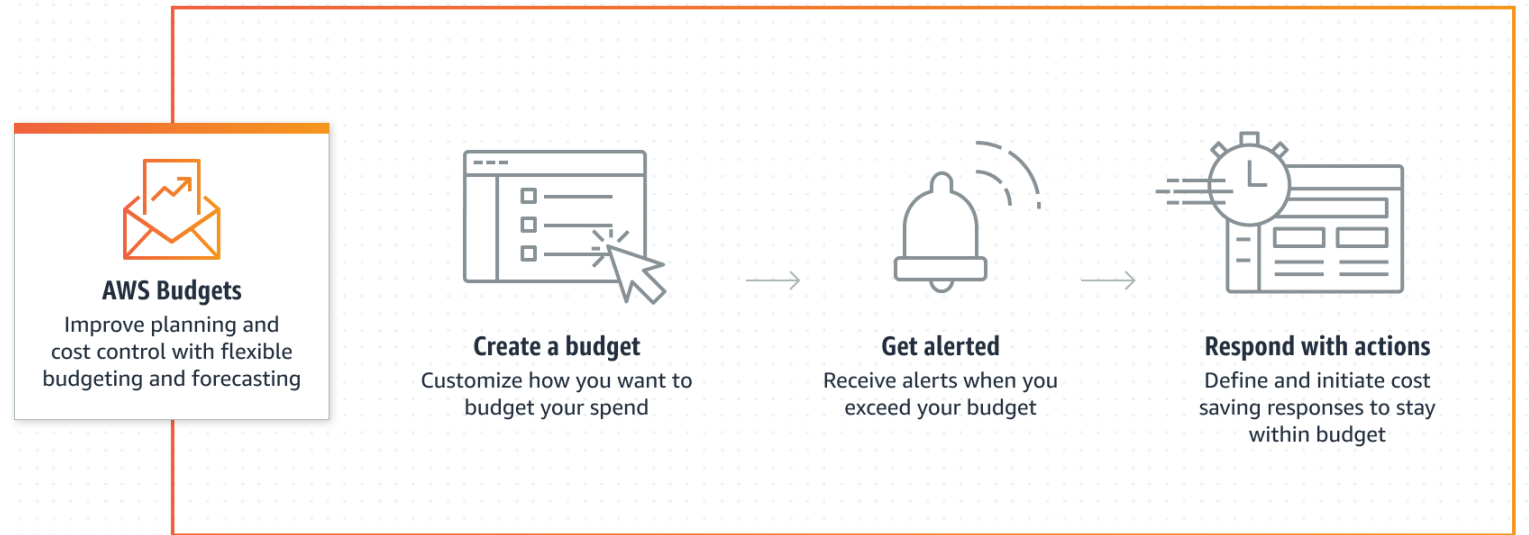 AWS Budgets
Improve planning and
cost control with flexible
budgeting and forecasting
Create a budget
Customize how you want to
budget your spend
Get alerted
Receive alerts when you
exceed your budget
Respond with actions
Define and initiate cost
saving responses to stay
within budget